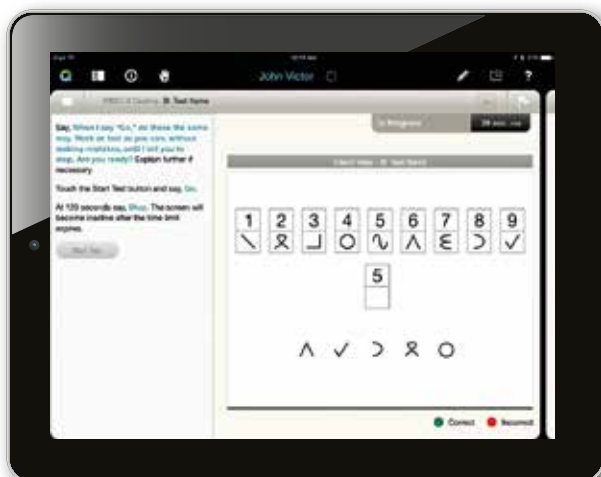 John Victor
?
Test Items
In Progress
Say, When I say "Go," do these the same
way. Work as fast as you can, without
making mistakes, until I tell you to
stop. Are you ready? Explain further if
necessary.
Touch the Start Test button and say, Go.
At 120 seconds say, Stop. The screen will
become inactive after the time limit
expires.
1 2 3 4 5 6 7 8 9
5
Correct Incorrect